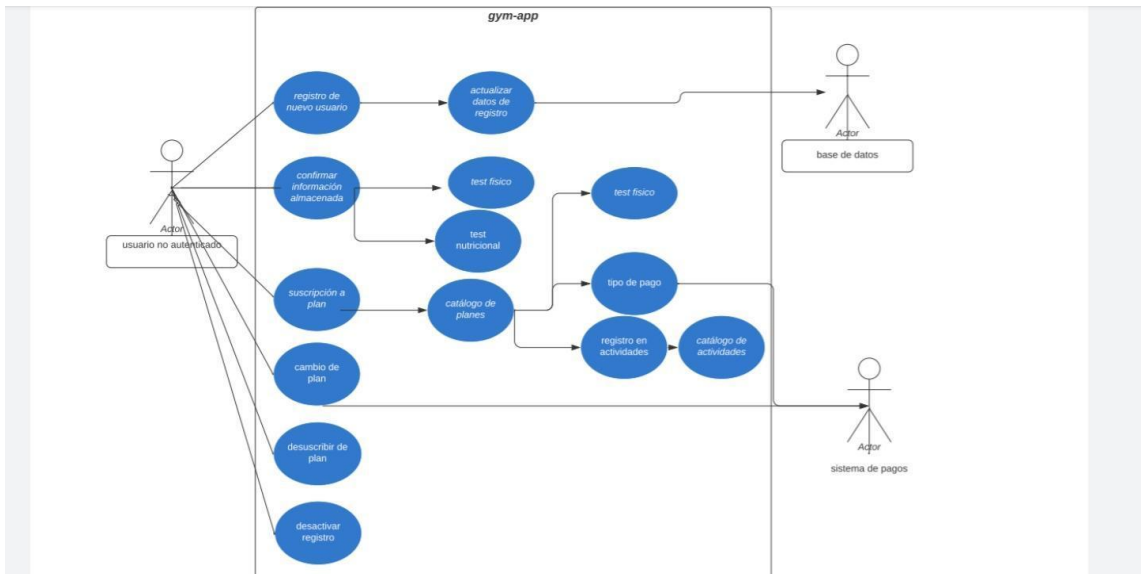 gym-app
registro de
nuevo usuario
actualizar
datos de
registro
Actor
base de datos
confirmar
información
almacenada
test fisico
test fisico
test
nutricional
Actor
usuario no autenticado
suscripción a
plan
catálogo de
planes
tipo de pago
registro en
actividades
catálogo de
actividades
cambio de
plan
Actor
sistema de pagos
desuscribir de
plan
desactivar
registro